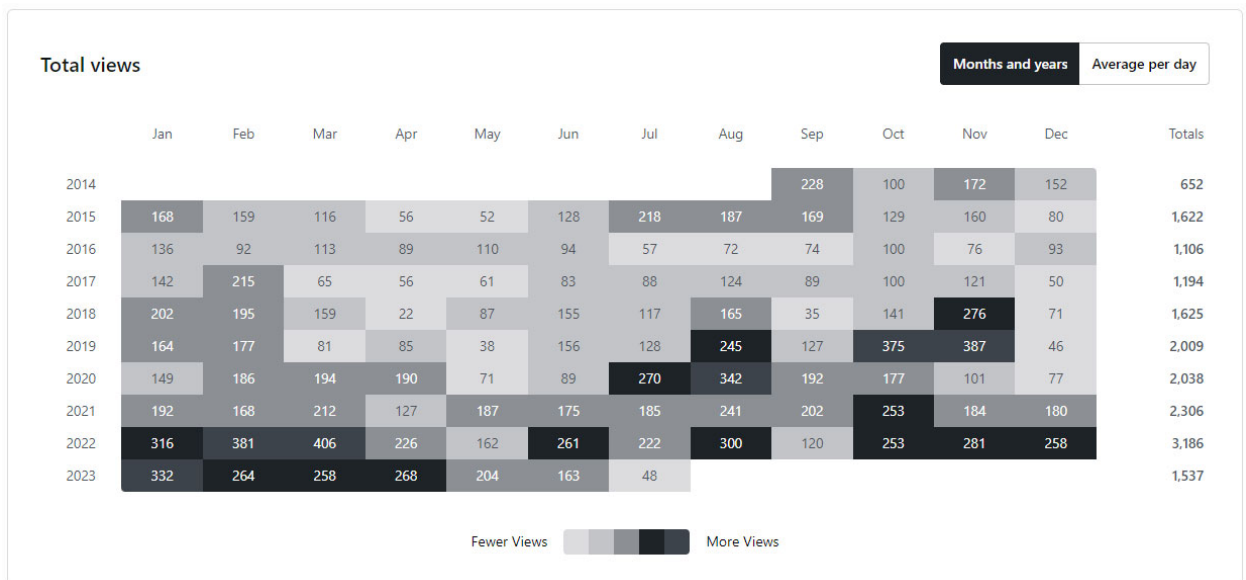 Total views Months and years Average per day
Jan Feb Mar Apr May Jun Jul Aug Sep Oct Nov Dec Totals
2014 228 100 172 152 652
2015 168 159 116 56 52 128 218 187 169 129 160 80 1,622
2016 136 92 113 89 110 94 57 72 74 100 76 93 1,106
2017 142 215 65 56 61 83 88 124 89 100 121 50 1,194
2018 202 195 159 22 87 155 117 165 35 141 276 71 1,625
2019 164 177 81 85 38 156 128 245 127 375 387 46 2,009
2020 149 186 194 190 71 89 270 342 192 177 101 77 2,038
2021 192 168 212 127 187 175 185 241 202 253 184 180 2,306
2022 316 381 406 226 162 261 222 300 120 253 281 258 3,186
2023 332 264 258 268 204 163 48 1,537
Fewer Views More Views